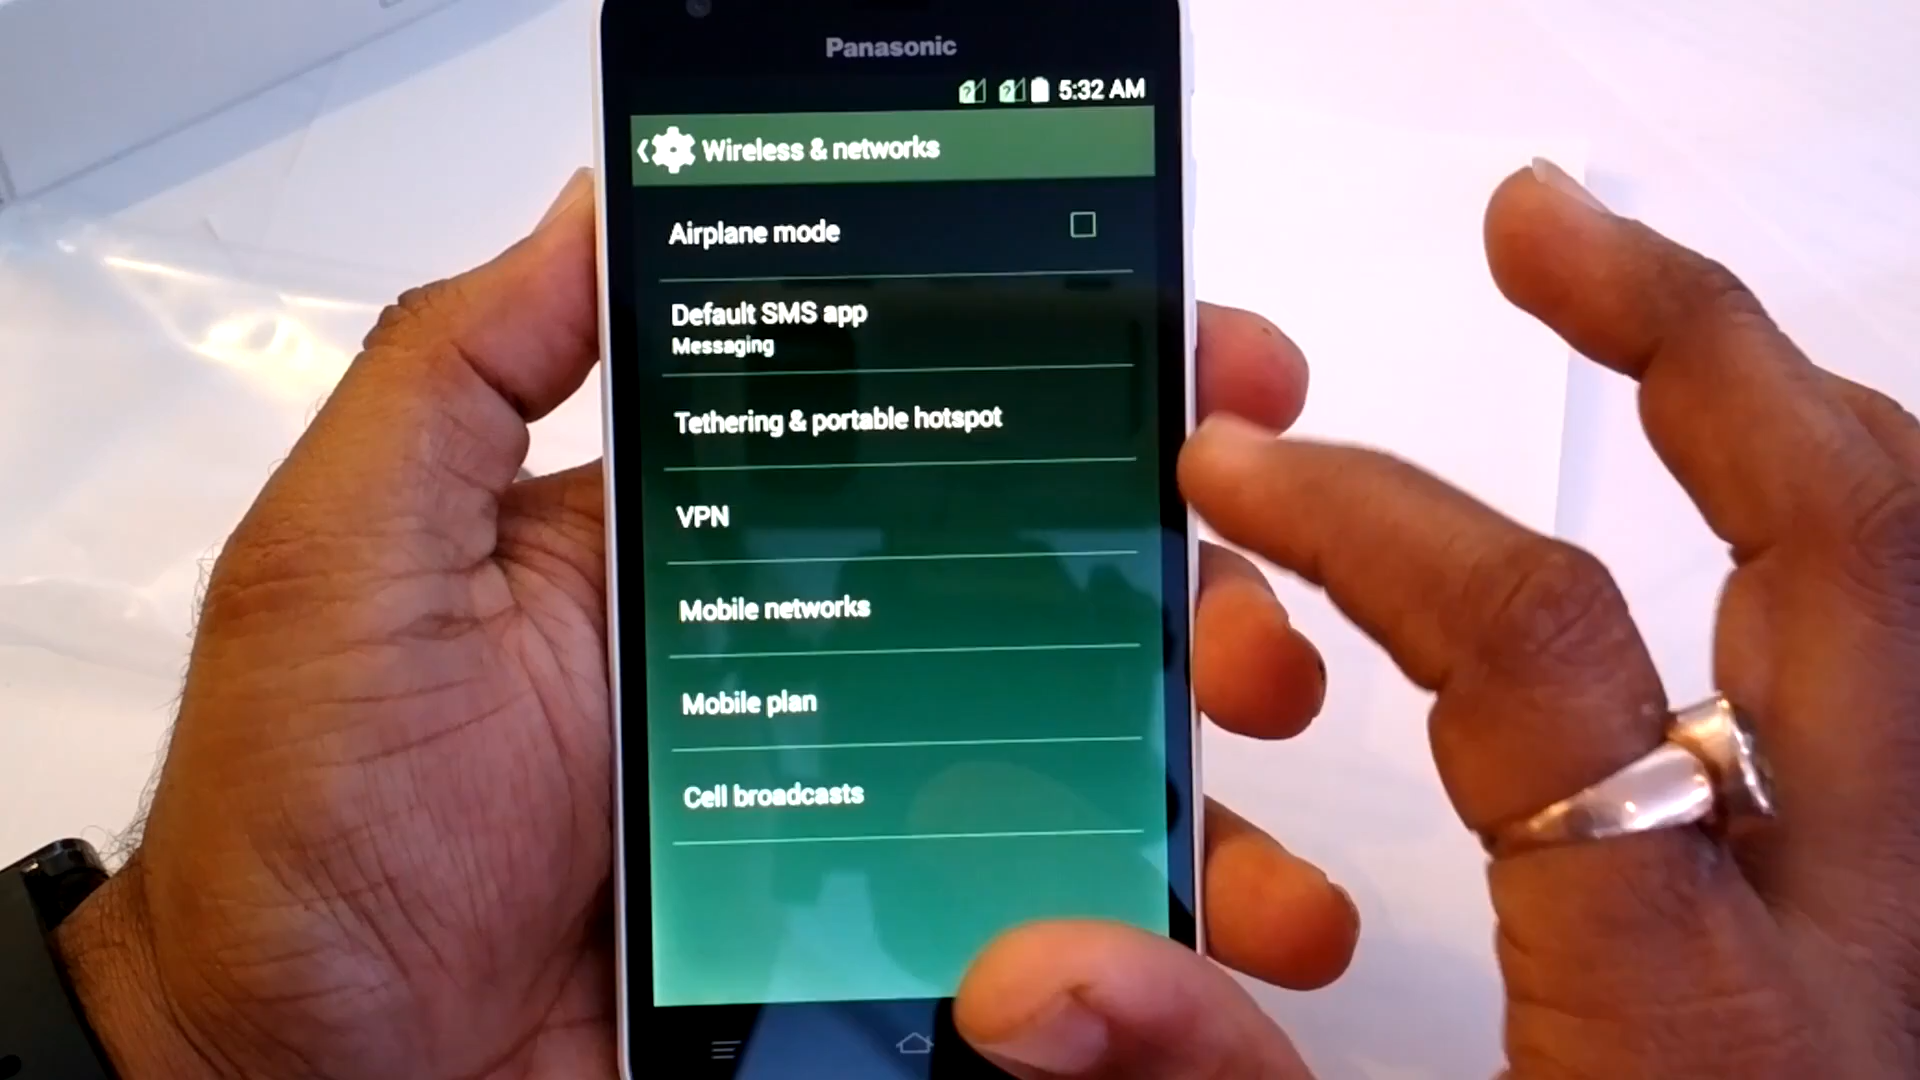 Panasonic
5:32 AM
Wireless & networks
Airplane mode
Default SMS app
Messaging
Tethering & portable hotspot
VPN
Mobile networks
Mobile plan
Cell broadcasts